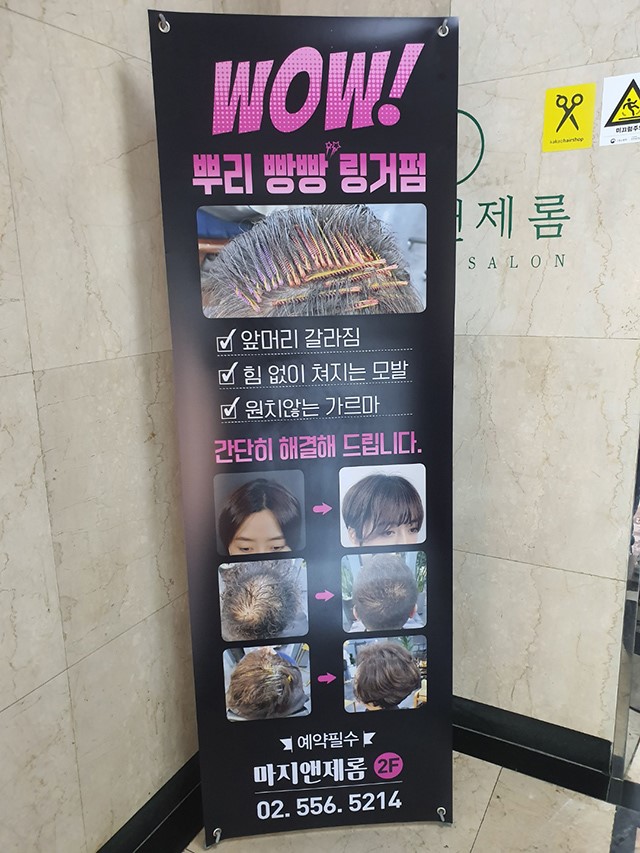 WOW!
뿌리 빵빵 링거펌
앞머리 갈라짐
힘 없이 쳐지는 모발
원치않는 가르마
간단히 해결해 드립니다.
예약필수
마지앤제롬 2F
02. 556. 5214
앤제롬
SALON